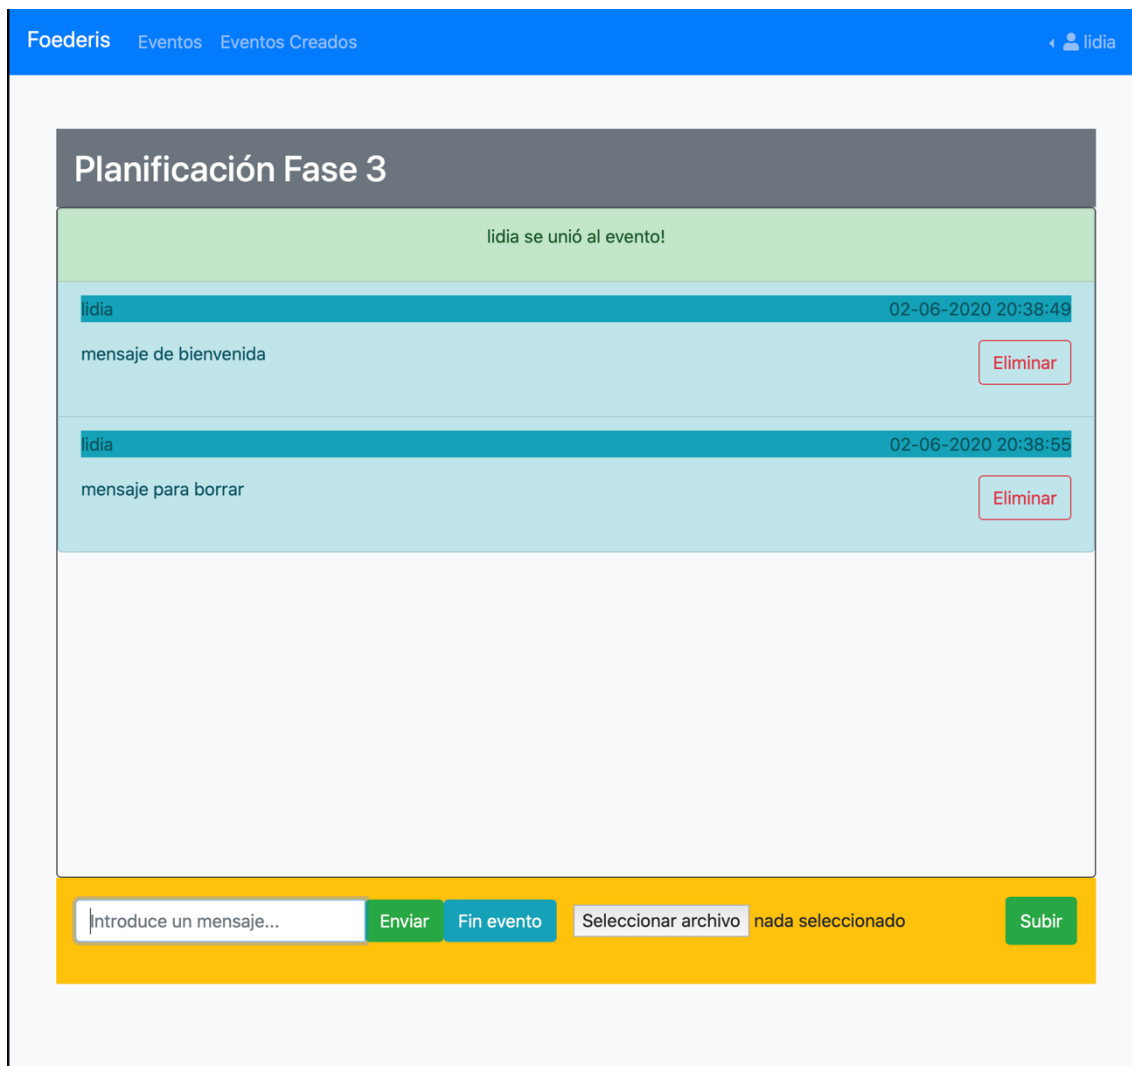 Foederis Eventos Eventos Creados lidia
Planificación Fase 3
lidia se unió al evento!
lidia 02-06-2020 20:38:49
mensaje de bienvenida Eliminar
lidia 02-06-2020 20:38:55
mensaje para borrar Eliminar
Introduce un mensaje... Enviar Fin evento Seleccionar archivo nada seleccionado Subir